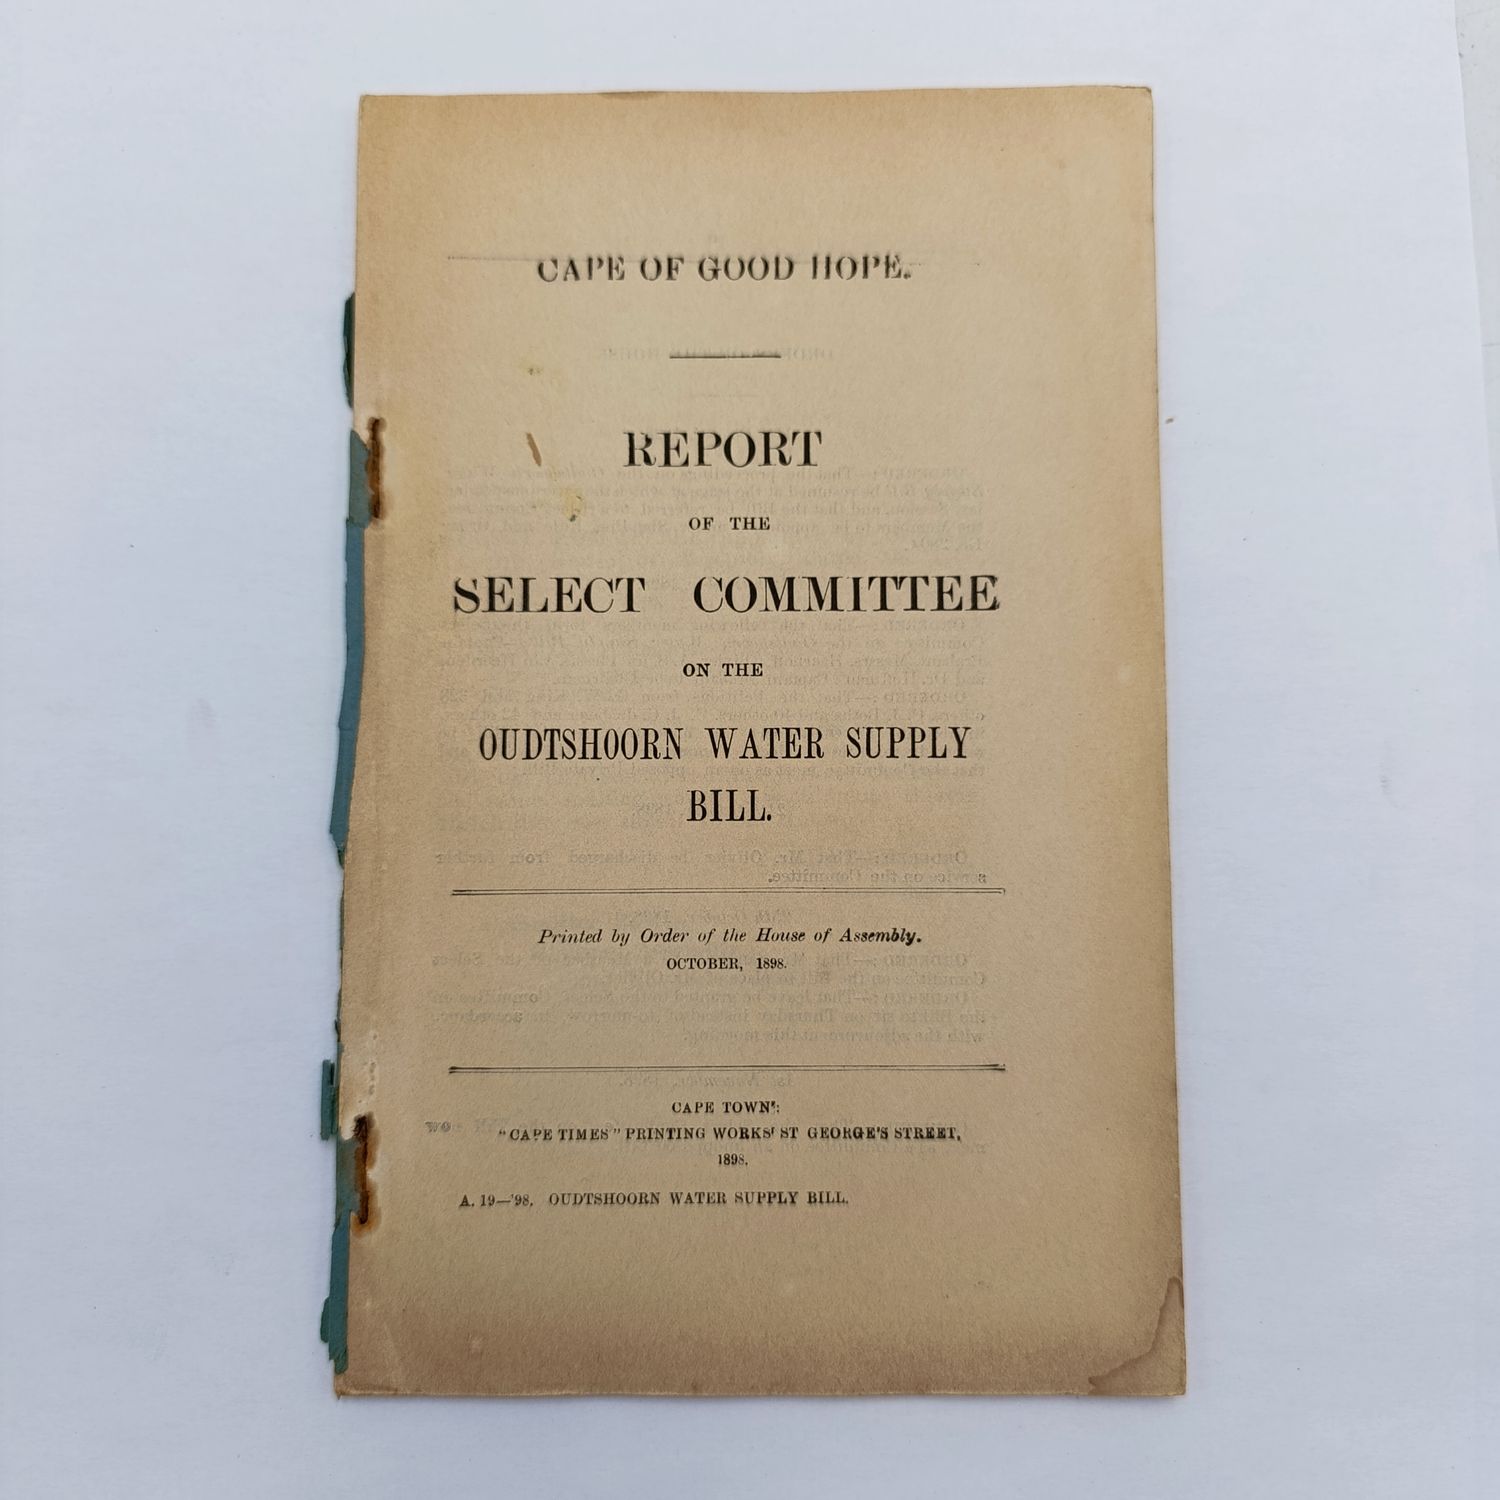 CAPE OF GOOD HOPE.
REPORT
OF THE
SELECT COMMITTEE
ON THE
OUDTSHOORN WATER SUPPLY
BILL.
Printed by Order of the House of Assembly.
OCTOBER, 1898.
CAPE TOWN:
"CAPE TIMES" PRINTING WORKS' ST GEORGE'S STREET,
1898.
A. 19—'98. OUDTSHOORN WATER SUPPLY BILL.